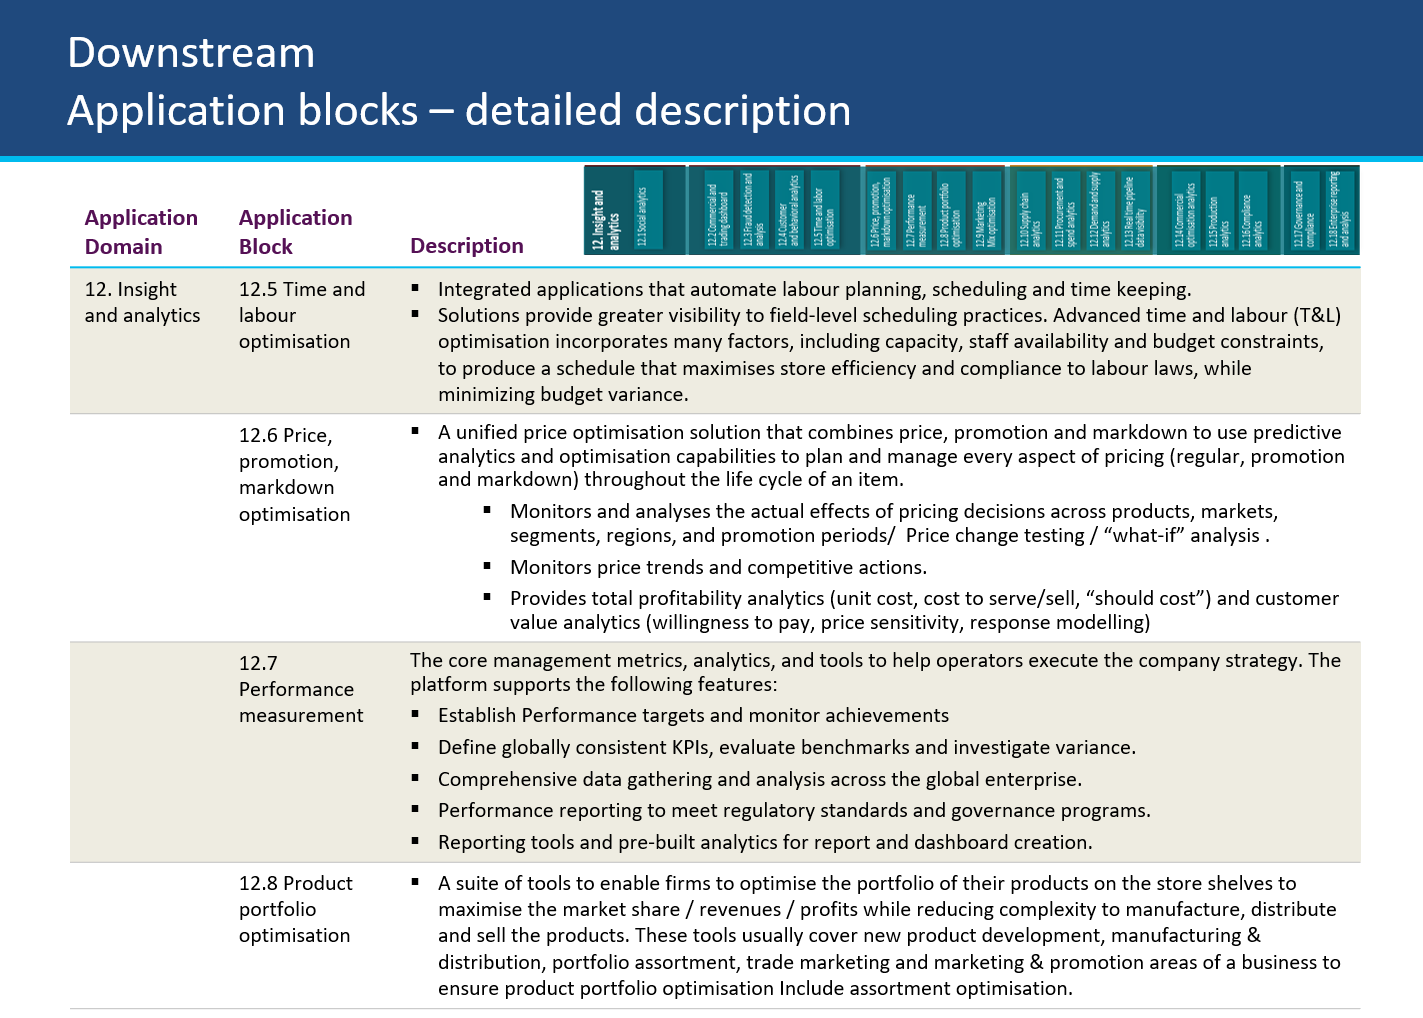 Downstream
Application blocks – detailed description
12. Insight and
analytics
12.1 Social analytics
12.2 Commercial and
trading dashboard
12.3 Fraud detection and
analysis
12.4 Customer
and behavioral analytics
12.5 Time and labor
optimisation
12.6 Price, promotion,
markdown optimisation
12.7 Performance
measurement
12.8 Product portfolio
optimisation
12.9 Marketing
Mix optimisation
12.10 Supply chain
analytics
12.11 Procurement and
spend analytics
12.12 Demand and supply
analytics
12.13 Real time pipeline
data visibility
12.14 Commercial
optimisation analytics
12.15 Production
analytics
12.16 Compliance
analytics
12.17 Governance and
compliance
12.18 Enterprise reporting
and analysis
Application
Domain
Application
Block
Description
12. Insight
and analytics
12.5 Time and
labour
optimisation
▪ Integrated applications that automate labour planning, scheduling and time keeping.
▪ Solutions provide greater visibility to field-level scheduling practices. Advanced time and labour (T&L)
optimisation incorporates many factors, including capacity, staff availability and budget constraints,
to produce a schedule that maximises store efficiency and compliance to labour laws, while
minimizing budget variance.
12.6 Price,
promotion,
markdown
optimisation
▪ A unified price optimisation solution that combines price, promotion and markdown to use predictive
analytics and optimisation capabilities to plan and manage every aspect of pricing (regular, promotion
and markdown) throughout the life cycle of an item.
▪ Monitors and analyses the actual effects of pricing decisions across products, markets,
segments, regions, and promotion periods/  Price change testing / “what-if” analysis .
▪ Monitors price trends and competitive actions.
▪ Provides total profitability analytics (unit cost, cost to serve/sell, “should cost”) and customer
value analytics (willingness to pay, price sensitivity, response modelling)
12.7
Performance
measurement
The core management metrics, analytics, and tools to help operators execute the company strategy. The
platform supports the following features:
▪ Establish Performance targets and monitor achievements
▪ Define globally consistent KPIs, evaluate benchmarks and investigate variance.
▪ Comprehensive data gathering and analysis across the global enterprise.
▪ Performance reporting to meet regulatory standards and governance programs.
▪ Reporting tools and pre-built analytics for report and dashboard creation.
12.8 Product
portfolio
optimisation
▪ A suite of tools to enable firms to optimise the portfolio of their products on the store shelves to
maximise the market share / revenues / profits while reducing complexity to manufacture, distribute
and sell the products. These tools usually cover new product development, manufacturing &
distribution, portfolio assortment, trade marketing and marketing & promotion areas of a business to
ensure product portfolio optimisation Include assortment optimisation.